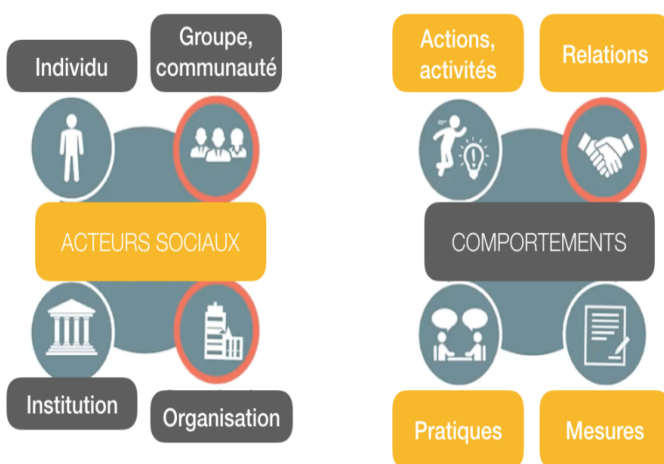 Individu
Groupe,
communauté
ACTEURS SOCIAUX
Institution
Organisation
Actions,
activités
Relations
COMPORTEMENTS
Pratiques
Mesures